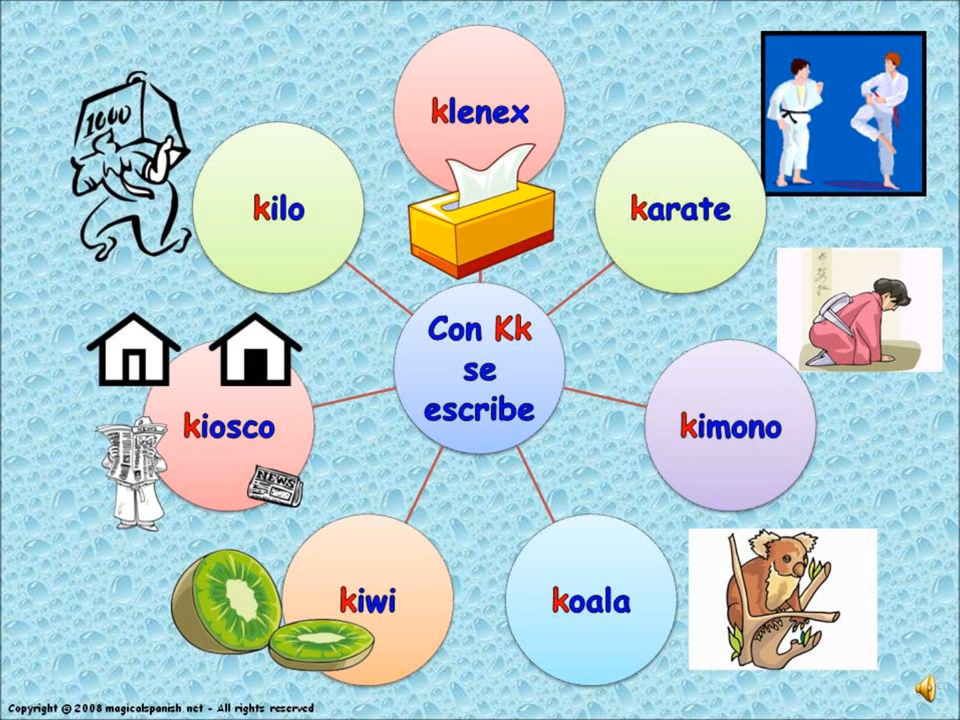 klenex
1000
kilo
karate
Con Kk
se
escribe
kiosco
kimono
NEWS
NEWS
kiwi
koala
Copyright © 2008 magicalspanish.net - All rights reserved